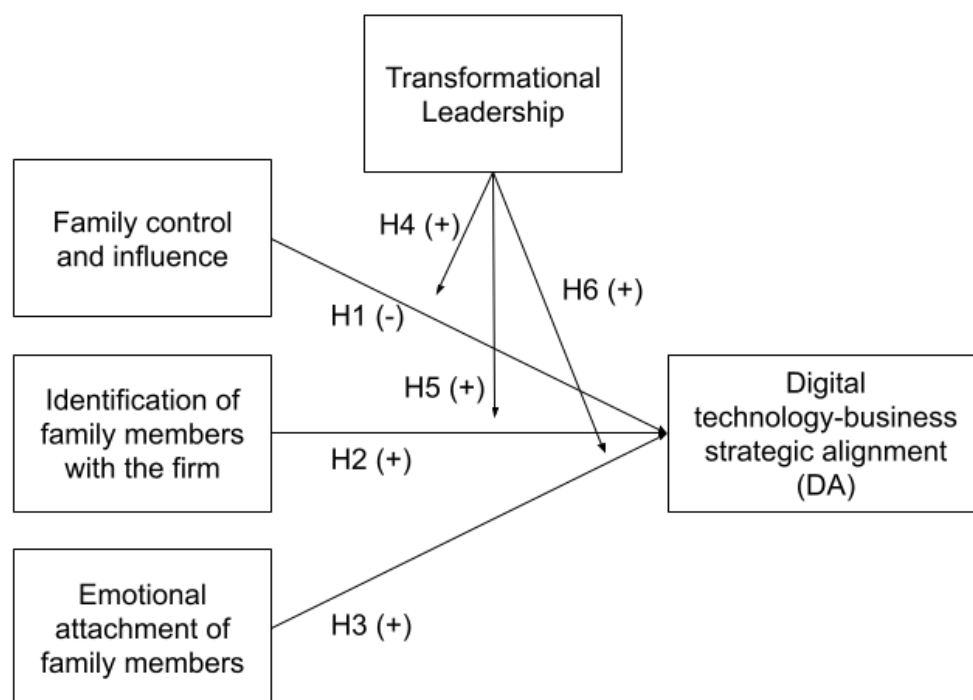 Transformational
Leadership
Family control
and influence
H4 (+)
H6 (+)
H1 (-)
Identification of
family members
with the firm
H5 (+)
H2 (+)
Digital
technology-business
strategic alignment
(DA)
Emotional
attachment of
family members
H3 (+)